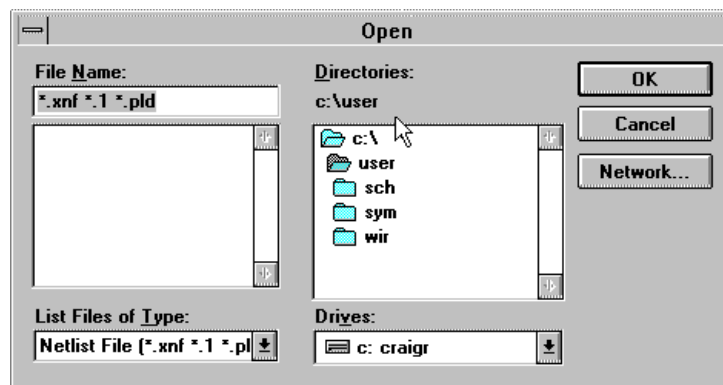 Open
File Name:
*.xnf *.1 *.pld
Directories:
c:\user
c:\
user
sch
sym
wir
OK
Cancel
Network...
List Files of Type:
Netlist File (*.xnf *.1 *.pl
Drives:
c: craigr